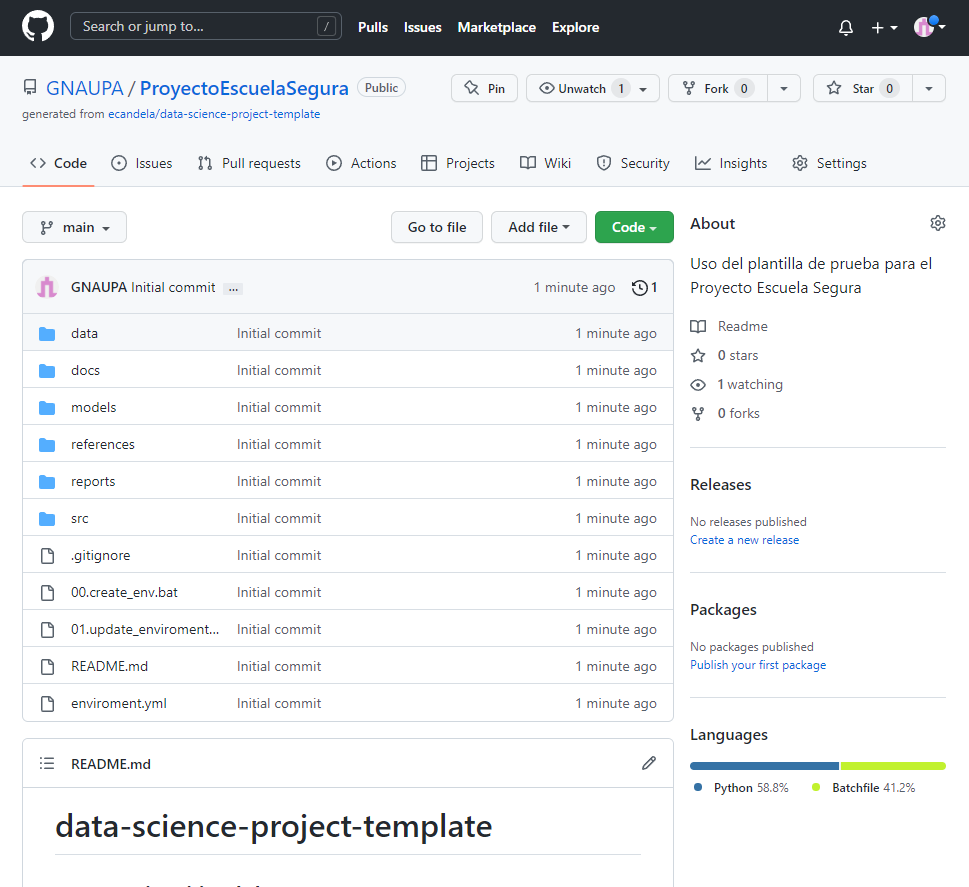 Search or jump to... /
Pulls Issues Marketplace Explore
GNAUPA / ProyectoEscuelaSegura Public
Pin Unwatch 1 Fork 0 Star 0
generated from ecandela/data-science-project-template
Code Issues Pull requests Actions Projects Wiki Security Insights Settings
main Go to file Add file Code
GNAUPA Initial commit ... 1 minute ago 1
data Initial commit 1 minute ago
docs Initial commit 1 minute ago
models Initial commit 1 minute ago
references Initial commit 1 minute ago
reports Initial commit 1 minute ago
src Initial commit 1 minute ago
.gitignore Initial commit 1 minute ago
00.create_env.bat Initial commit 1 minute ago
01.update_enviroment... Initial commit 1 minute ago
README.md Initial commit 1 minute ago
enviroment.yml Initial commit 1 minute ago
README.md
data-science-project-template
About
Uso del plantilla de prueba para el
Proyecto Escuela Segura
Readme
0 stars
1 watching
0 forks
Releases
No releases published
Create a new release
Packages
No packages published
Publish your first package
Languages
Python 58.8% Batchfile 41.2%